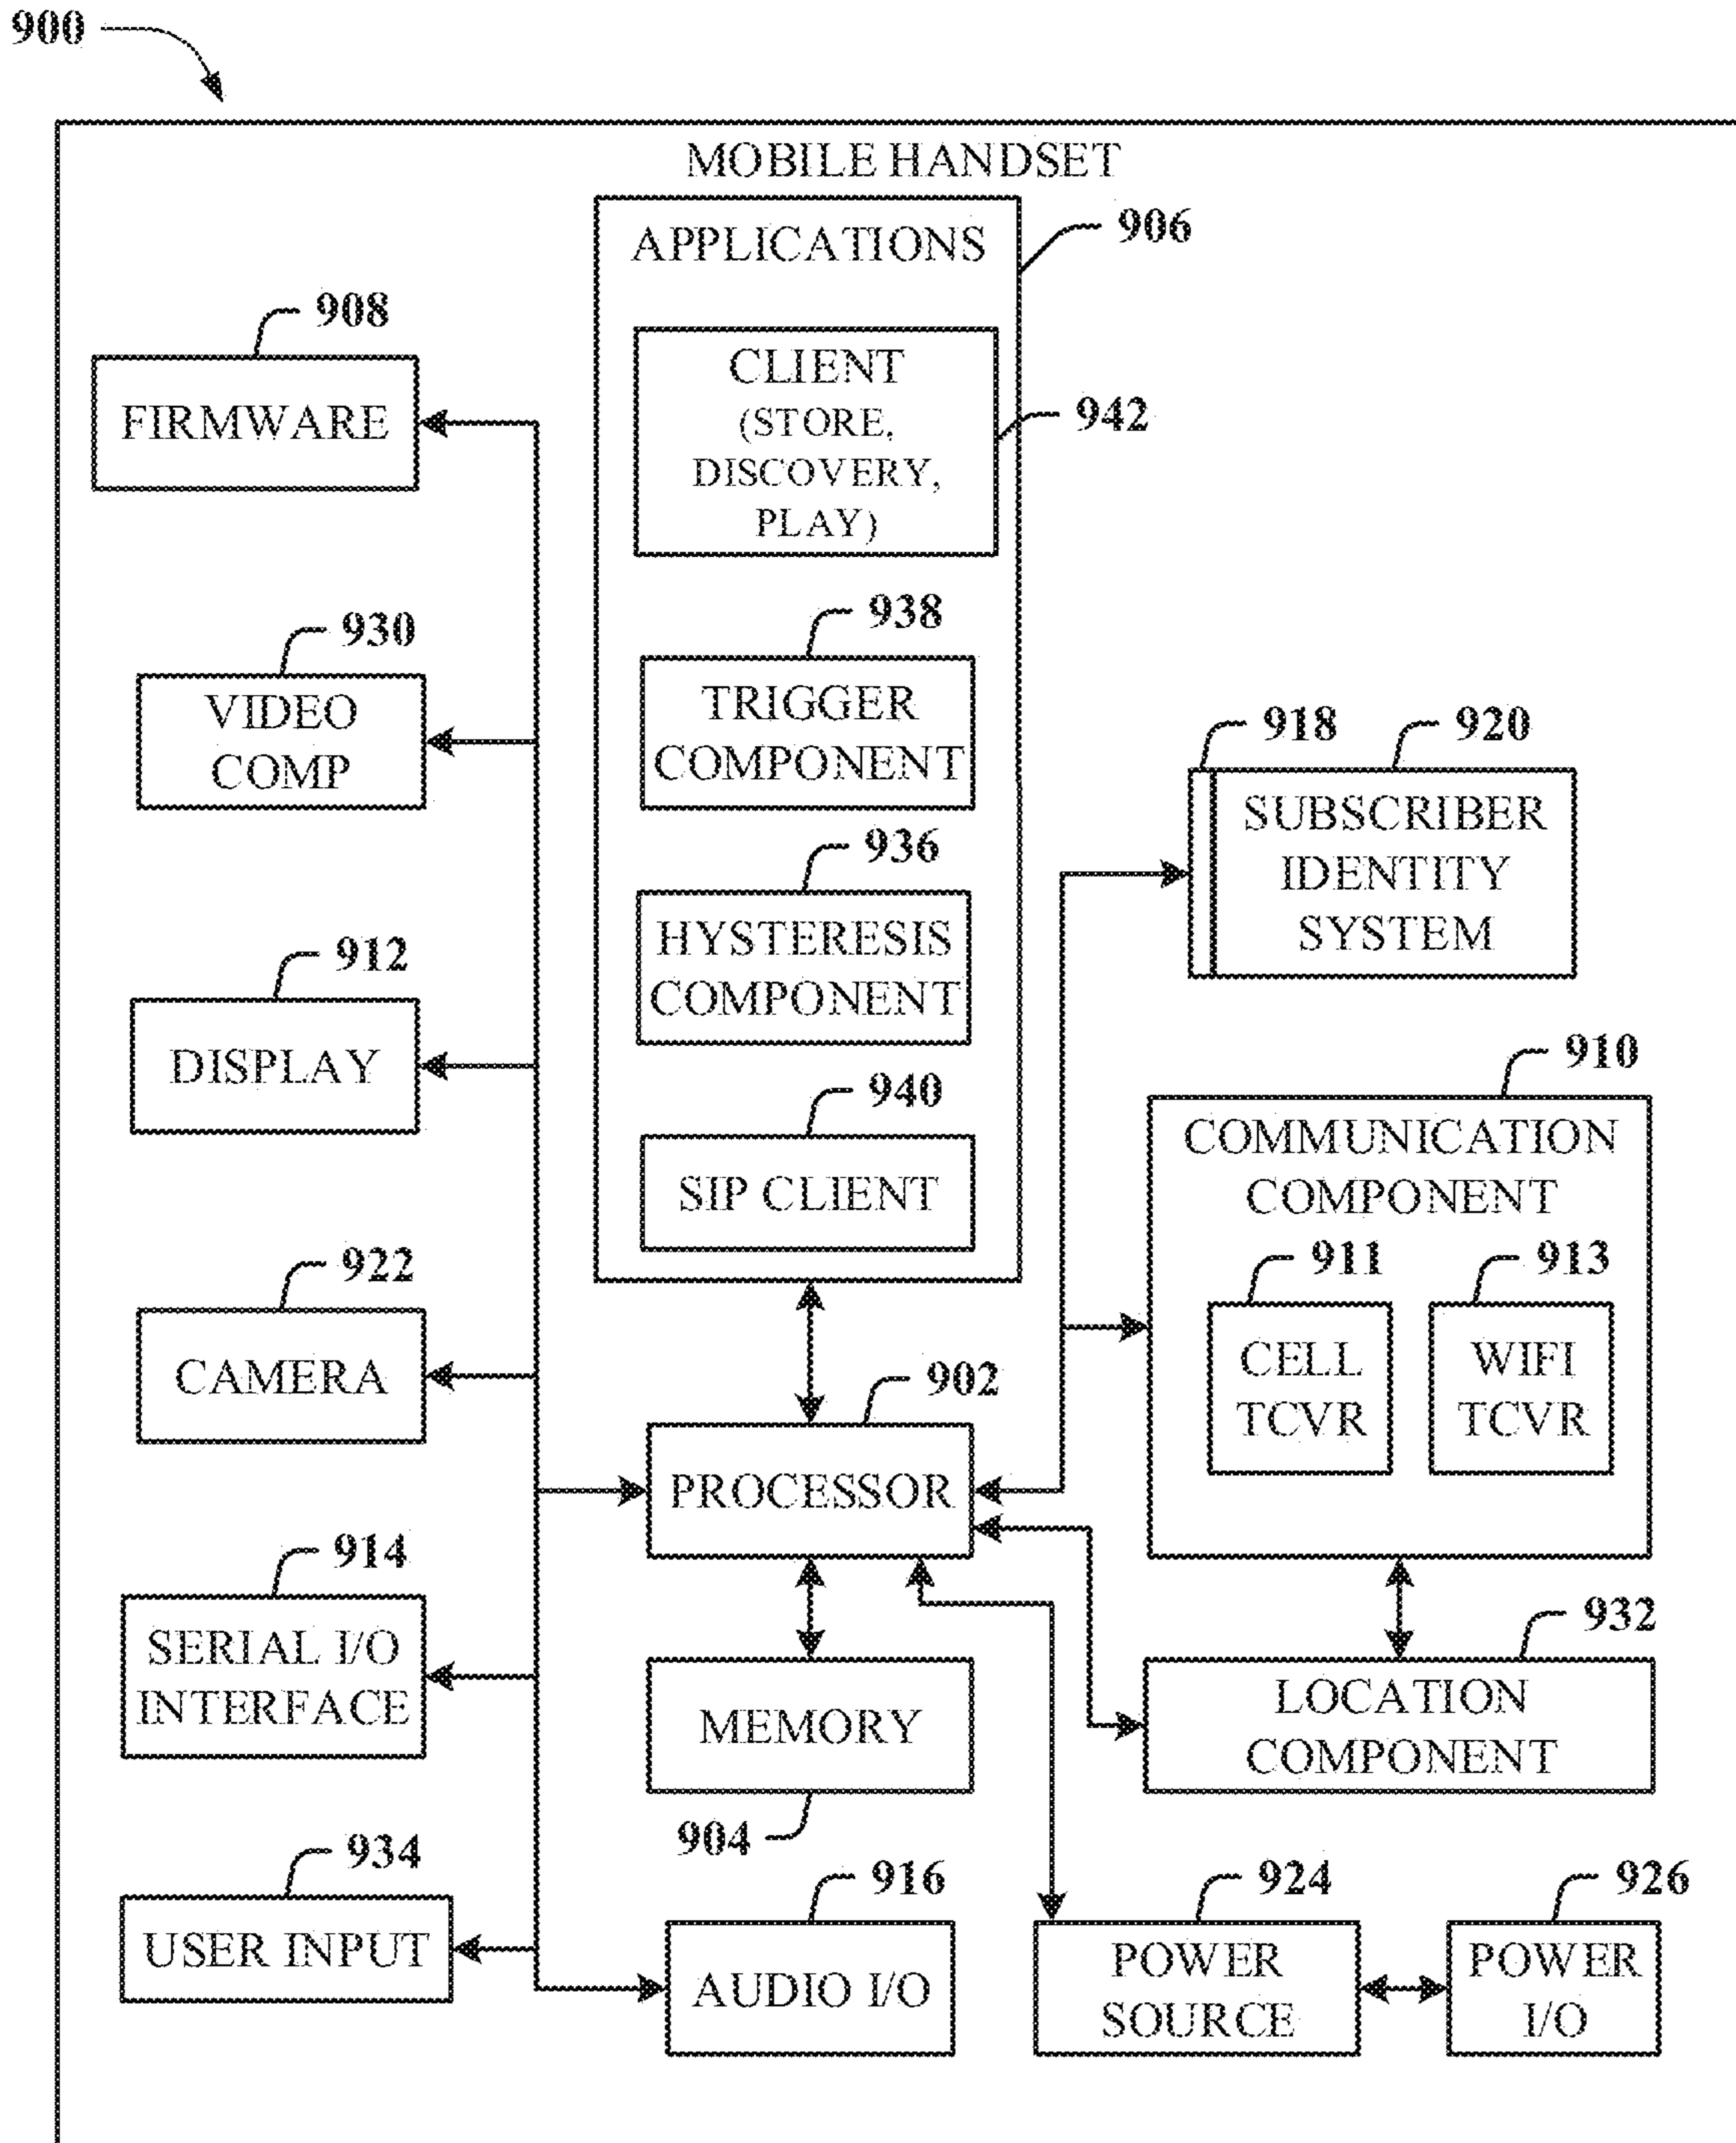 900
MOBILE HANDSET
APPLICATIONS
906
CLIENT
(STORE,
DISCOVERY,
PLAY)
942
938
TRIGGER
COMPONENT
936
HYSTERESIS
COMPONENT
940
SIP CLIENT
908
FIRMWARE
930
VIDEO
COMP
912
DISPLAY
922
CAMERA
914
SERIAL I/O
INTERFACE
934
USER INPUT
902
PROCESSOR
MEMORY
904
916
AUDIO I/O
918
920
SUBSCRIBER
IDENTITY
SYSTEM
910
COMMUNICATION
COMPONENT
911
CELL
TCVR
913
WIFI
TCVR
932
LOCATION
COMPONENT
924
POWER
SOURCE
926
POWER
I/O